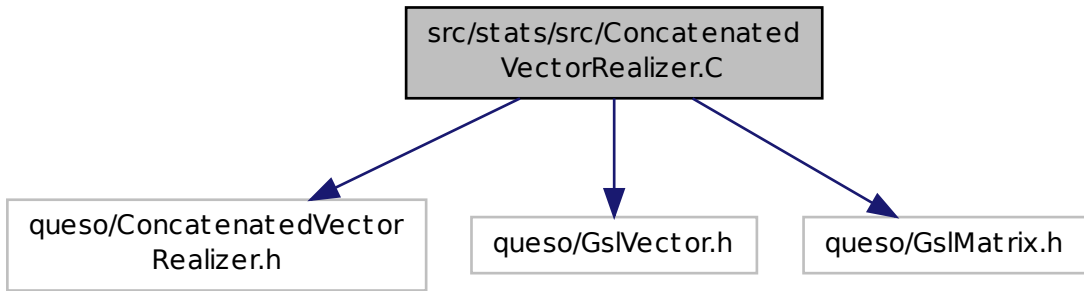 src/stats/src/Concatenated
VectorRealizer.C
queso/ConcatenatedVector
Realizer.h
queso/GslVector.h
queso/GslMatrix.h